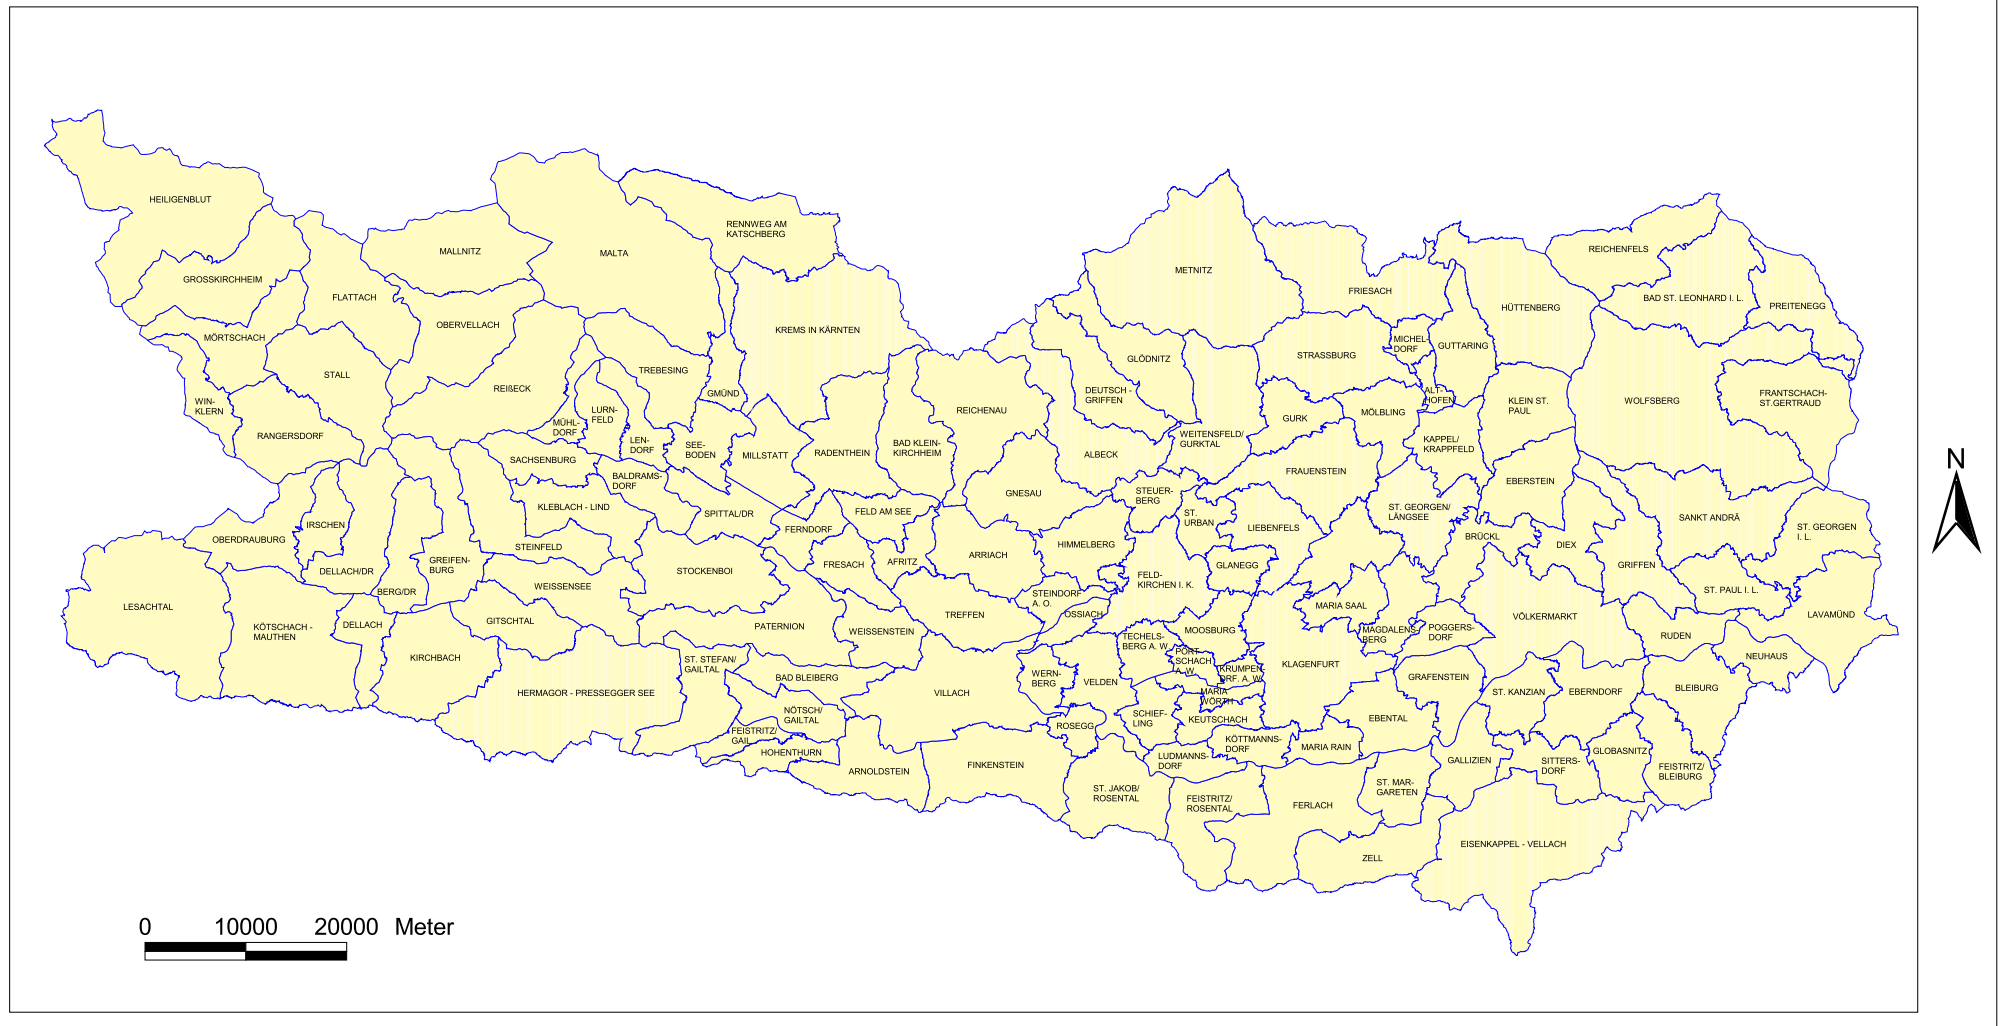 HEILIGENBLUT
RENNWEG AM
KATSCHBERG
MALLNITZ
MALTA
REICHENFELS
METNITZ
GROSSKIRCHHEIM
FLATTACH
FRIESACH
BAD ST. LEONHARD I. L.
PREITENEGG
HÜTTENBERG
OBERVELLACH
KREMS IN KÄRNTEN
MÖRTSCHACH
MICHEL-
DORF
GUTTARING
STRASSBURG
GLÖDNITZ
STALL
TREBESING
REIßECK
GMÜND
DEUTSCH -
GRIFFEN
ALT-
HOFEN
FRANTSCHACH-
ST.GERTRAUD
WIN-
KLERN
KLEIN ST.
PAUL
WOLFSBERG
LURN-
FELD
REICHENAU
MÖLBLING
GURK
MÜHL-
DORF
RANGERSDORF
WEITENSFELD/
GURKTAL
KAPPEL/
KRAPPFELD
LEN-
DORF
SEE-
BODEN
MILLSTATT
RADENTHEIN
BAD KLEIN-
KIRCHHEIM
ALBECK
SACHSENBURG
FRAUENSTEIN
BALDRAMS-
DORF
EBERSTEIN
GNESAU
STEUER-
BERG
KLEBLACH - LIND
SPITTAL/DR
FELD AM SEE
ST. GEORGEN/
LÄNGSEE
ST.
URBAN
SANKT ANDRÄ
IRSCHEN
FERNDORF
LIEBENFELS
ST. GEORGEN
I. L.
OBERDRAUBURG
BRÜCKL
STEINFELD
HIMMELBERG
DIEX
ARRIACH
GREIFEN-
BURG
FRESACH
AFRITZ
GLANEGG
GRIFFEN
DELLACH/DR
STOCKENBOI
FELD-
KIRCHEN I. K.
WEISSENSEE
BERG/DR
ST. PAUL I. L.
STEINDORF
A. O.
LESACHTAL
MARIA SAAL
OSSIACH
TREFFEN
LAVAMÜND
VÖLKERMARKT
GITSCHTAL
DELLACH
KÖTSCHACH -
MAUTHEN
PATERNION
WEISSENSTEIN
MOOSBURG
MAGDALENS-
BERG
POGGERS-
DORF
RUDEN
TECHELS-
BERG A. W.
PÖRT
SCHACH
A. W.
KIRCHBACH
ST. STEFAN/
GAILTAL
KLAGENFURT
NEUHAUS
KRUMPEN-
DRF. A. W.
WERN-
BERG
BAD BLEIBERG
GRAFENSTEIN
VELDEN
HERMAGOR - PRESSEGGER SEE
VILLACH
MARIA
WÖRTH
ST. KANZIAN
EBERNDORF
BLEIBURG
NÖTSCH/
GAILTAL
SCHIEF-
LING
KEUTSCHACH
EBENTAL
ROSEGG
FEISTRITZ/
GAIL
KÖTTMANNS-
DORF
MARIA RAIN
HOHENTHURN
GLOBASNITZ
LUDMANNS-
DORF
GALLIZIEN
SITTERS-
DORF
ARNOLDSTEIN
FINKENSTEIN
FEISTRITZ/
BLEIBURG
ST. JAKOB/
ROSENTAL
ST. MAR-
GARETEN
FEISTRITZ/
ROSENTAL
FERLACH
EISENKAPPEL - VELLACH
ZELL
N
0 10000 20000 Meter